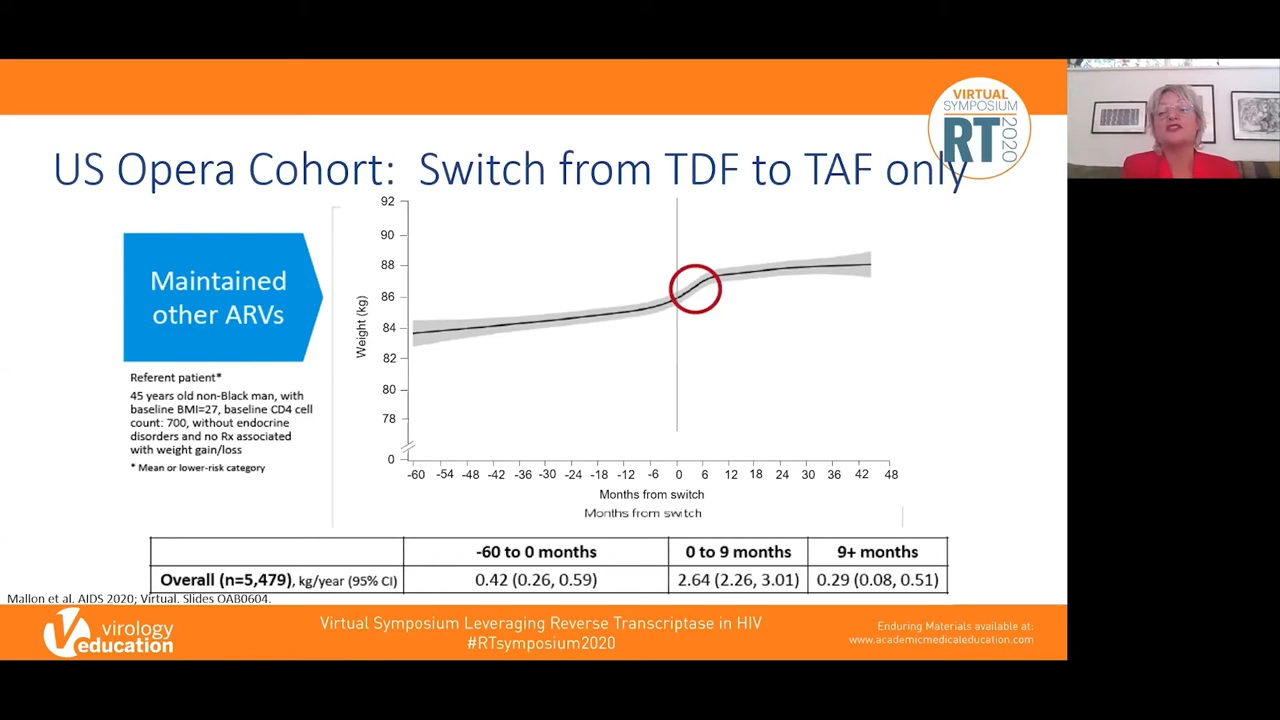 VIRTUAL
SYMPOSIUM
RT
2020
US Opera Cohort: Switch from TDF to TAF only
Maintained
other ARVs
Referent patient*
45 years old non-Black man, with
baseline BMI=27, baseline CD4 cell
count: 700, without endocrine
disorders and no Rx associated
with weight gain/loss
* Mean or lower-risk category
Weight (kg)
92
90
88
86
84
82
80
78
0
-60 -54 -48 -42 -36 -30 -24 -18 -12 -6 0 6 12 18 24 30 36 42 48
Months from switch
Months from switch
-60 to 0 months 0 to 9 months 9+ months
Overall (n=5,479), kg/year (95% CI) 0.42 (0.26, 0.59) 2.64 (2.26, 3.01) 0.29 (0.08, 0.51)
Mallon et al. AIDS 2020; Virtual. Slides OAB0604.
virology
education
Virtual Symposium Leveraging Reverse Transcriptase in HIV
#RTsymposium2020
Enduring Materials available at:
www.academicmedicaleducation.com